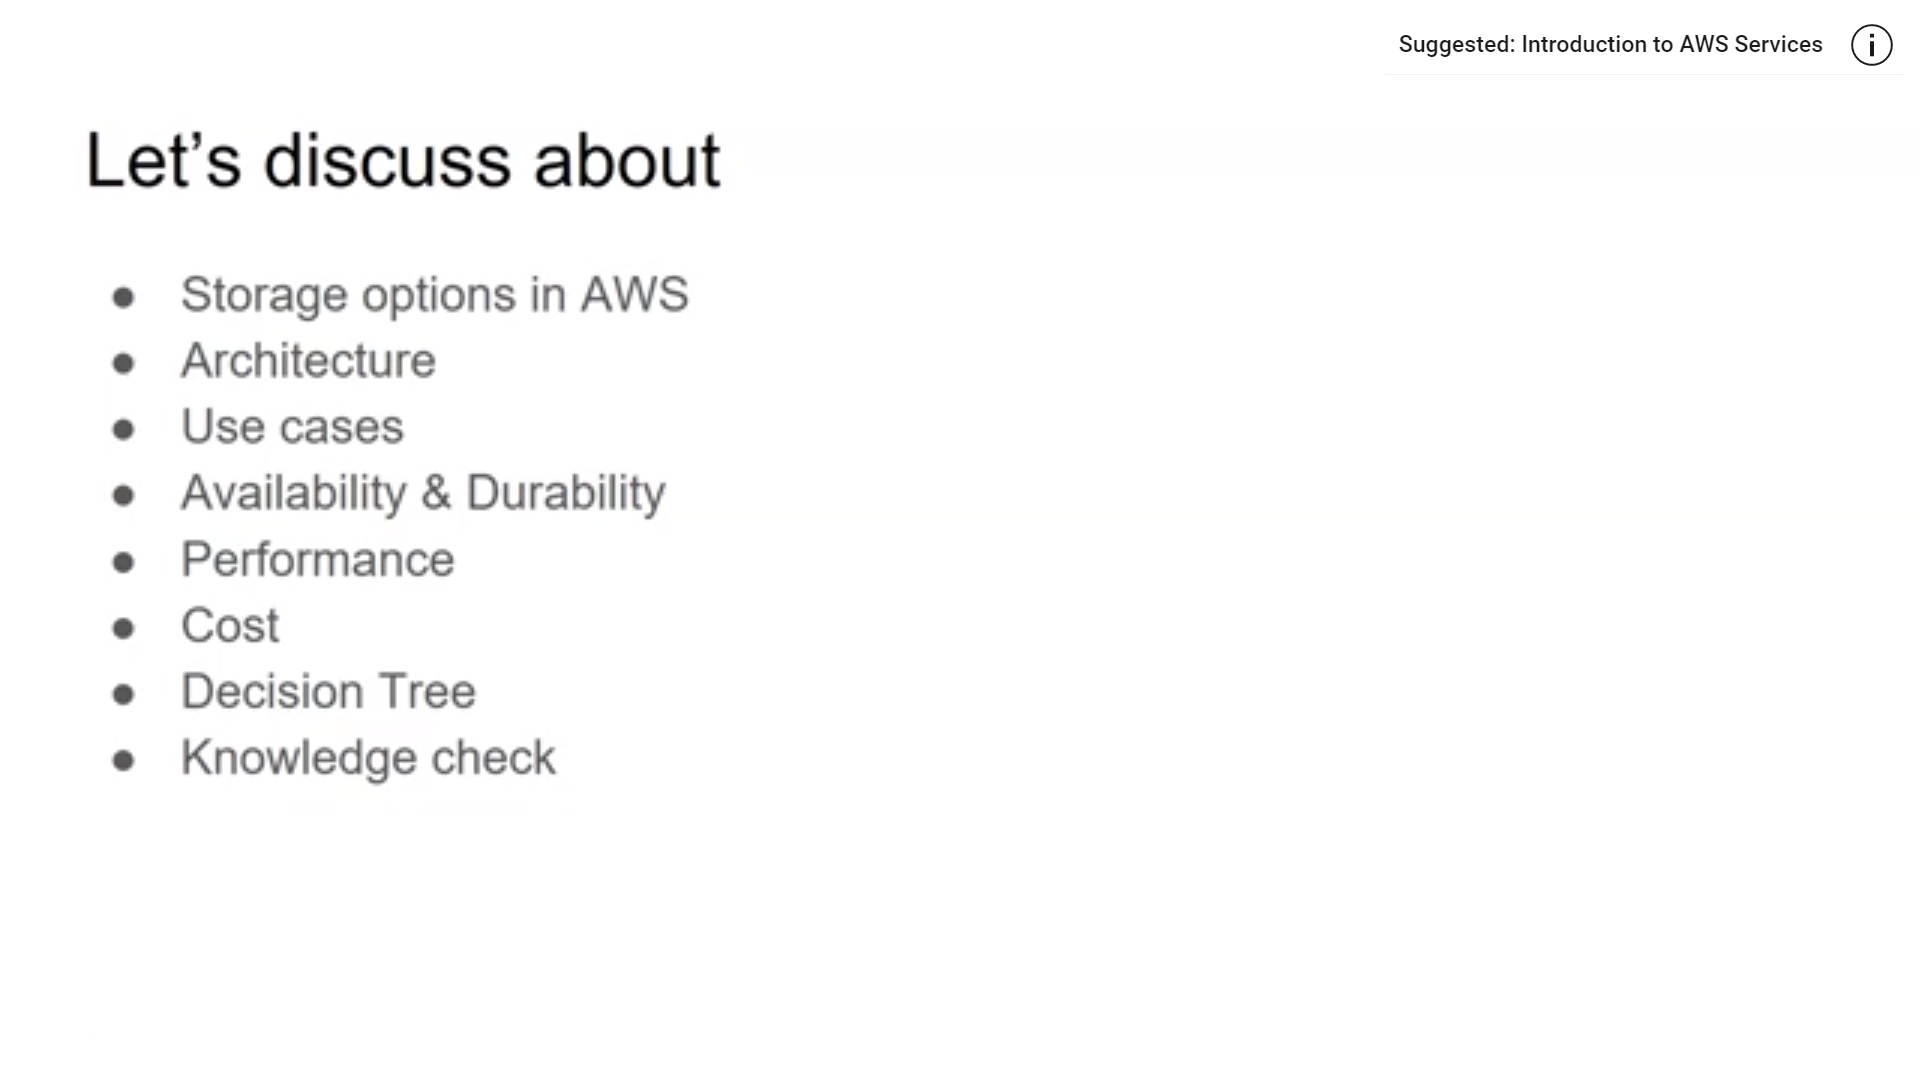 Suggested: Introduction to AWS Services
Let’s discuss about
● Storage options in AWS
● Architecture
● Use cases
● Availability & Durability
● Performance
● Cost
● Decision Tree
● Knowledge check